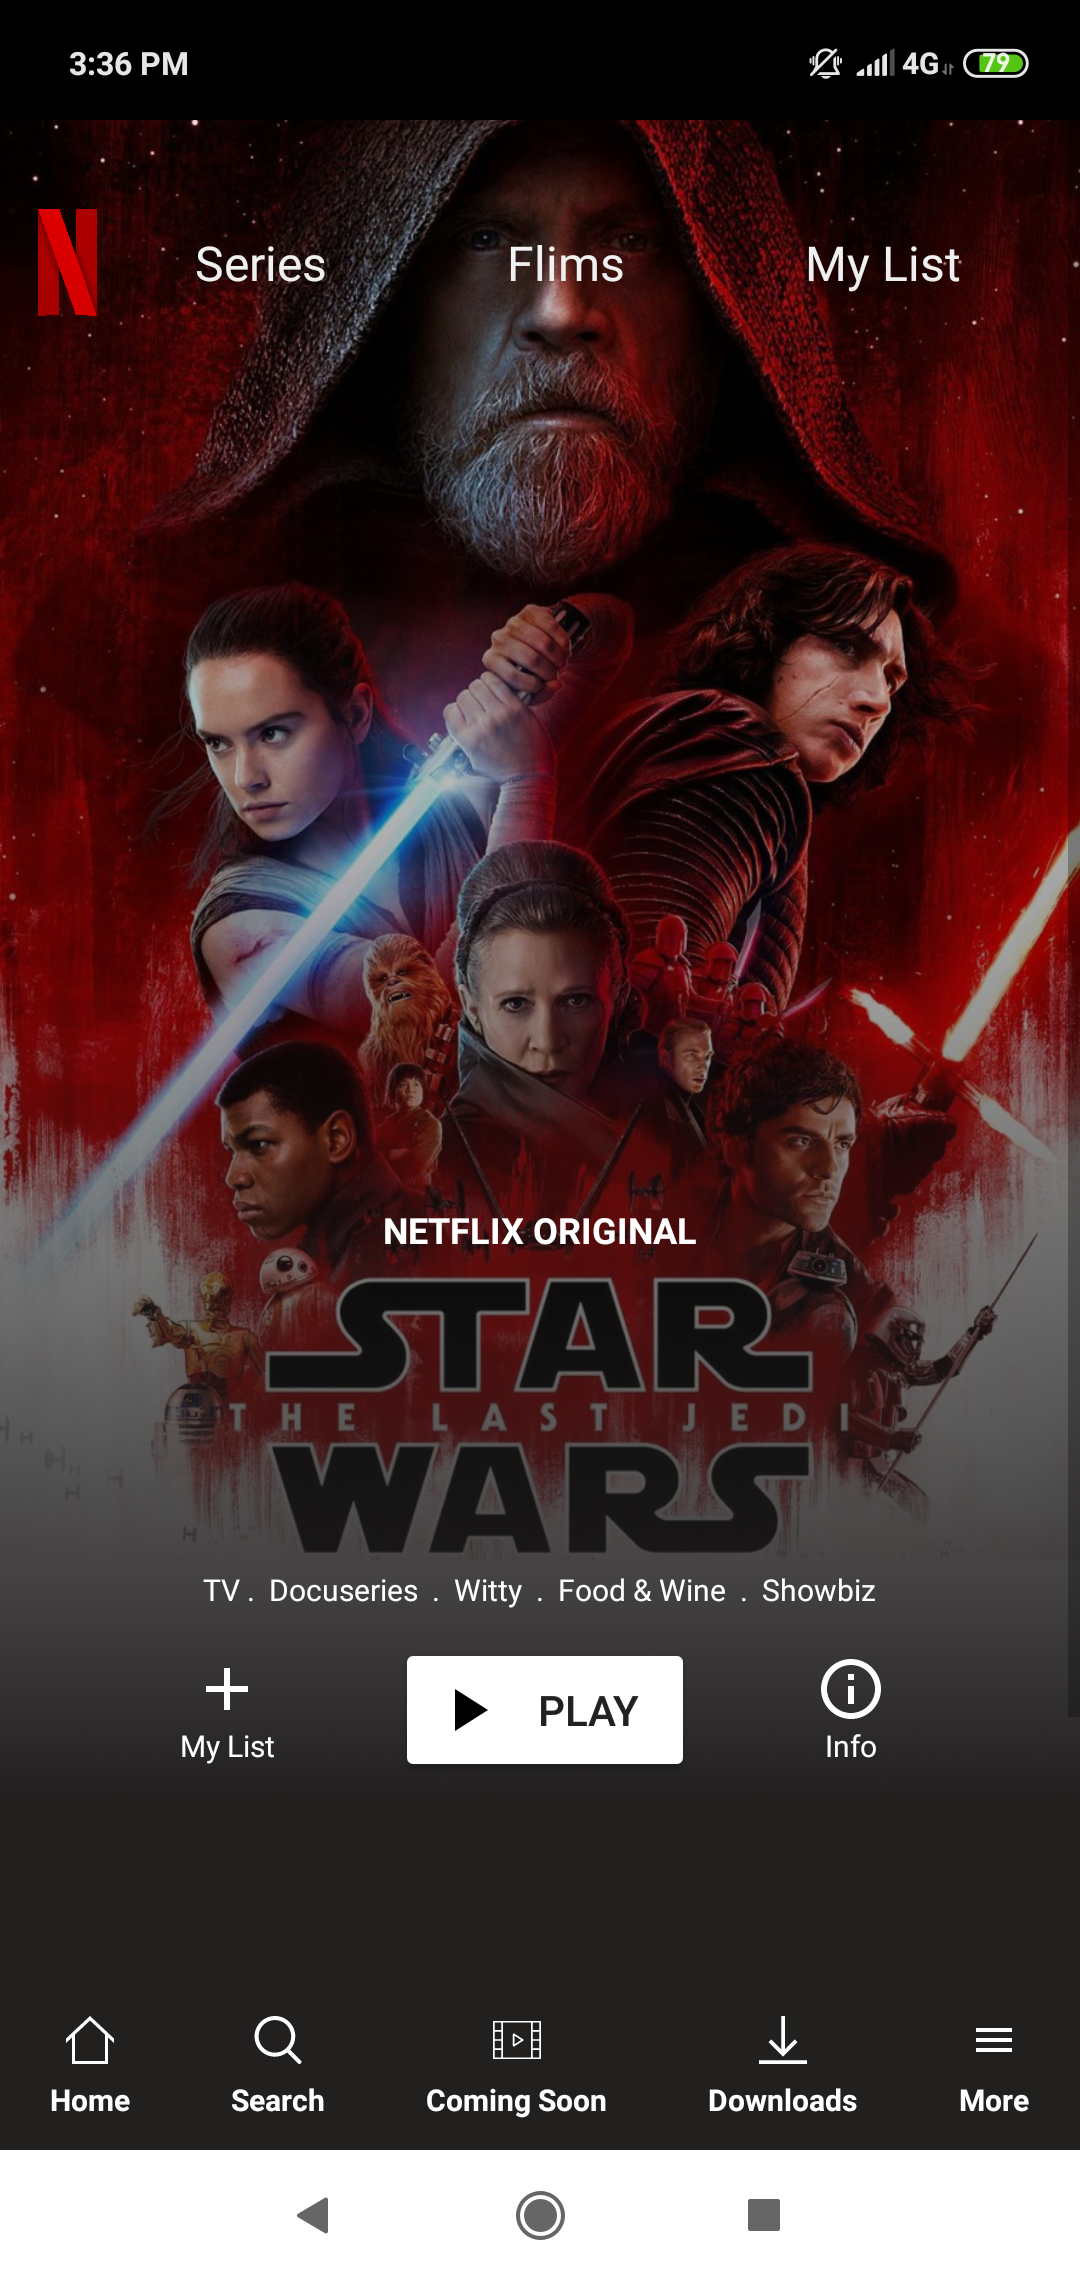 3:36 PM 4G 79
N Series Flims My List
NETFLIX ORIGINAL
STAR
THE LAST JEDI
WARS
TV . Docuseries . Witty . Food & Wine . Showbiz
PLAY
My List Info
Home Search Coming Soon Downloads More